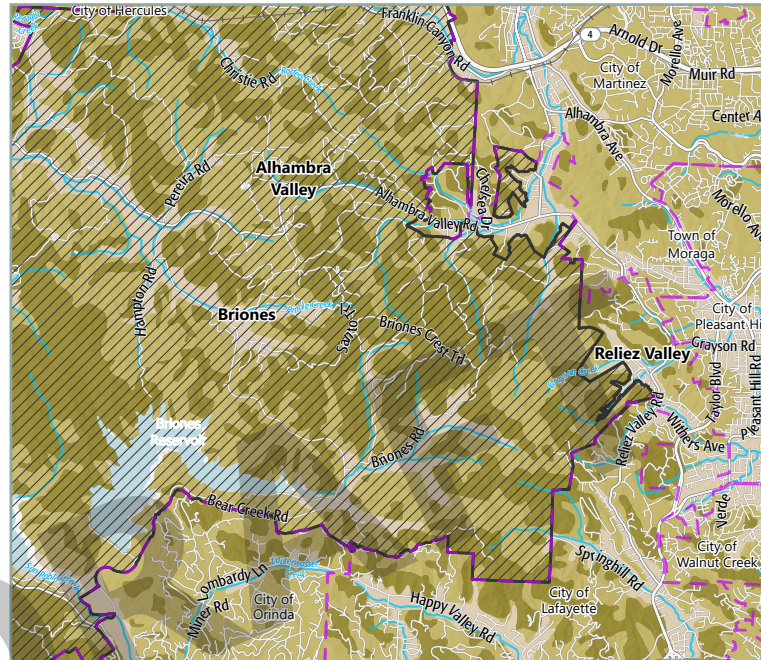 City of Hercules
Franklin Canyon Rd
4
Arnold Dr
Morello Ave
City of
Martinez
Muir Rd
Christie Rd
Center A
Alhambra Ave
Alhambra
Valley
Pereira Rd
Chelsea Dr
Alhambra Valley Rd
Morello Ave
Town of
Moraga
Hampton Rd
Briones
City of
Pleasant Hi
Briones Crest Trd
Reliez Valley
Grayson Rd
Taylor Blvd
Pleasant Hill Rd
Briones
Reservoir
Reliez Valley Rd
Withers Ave
Briones Rd
Bear Creek Rd
Verde
Springhill Rd
City of
Walnut Creek
Lombardy Ln
Lauterwasser
Creek
City of
Orinda
Miner Rd
Happy Valley Rd
City of
Lafayette